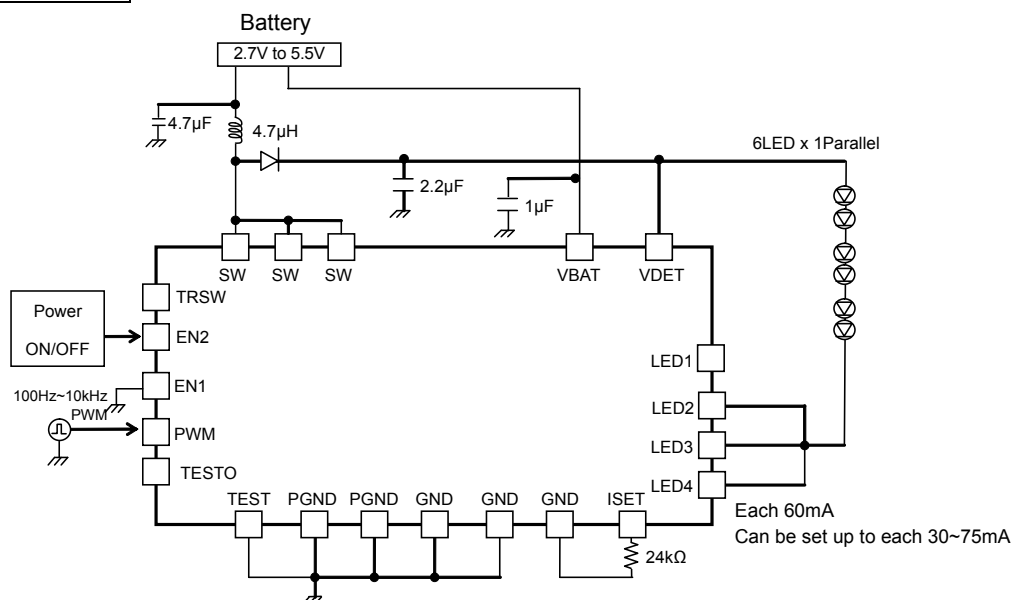 Battery
2.7V to 5.5V
4.7μF
4.7μH
6LED x 1Parallel
2.2μF
1μF
SW
SW
SW
VBAT
VDET
TRSW
Power
ON/OFF
EN2
LED1
EN1
100Hz~10kHz
PWM
LED2
PWM
LED3
TESTO
LED4
TEST
PGND
PGND
GND
GND
GND
ISET
Each 60mA
Can be set up to each 30~75mA
24kΩ